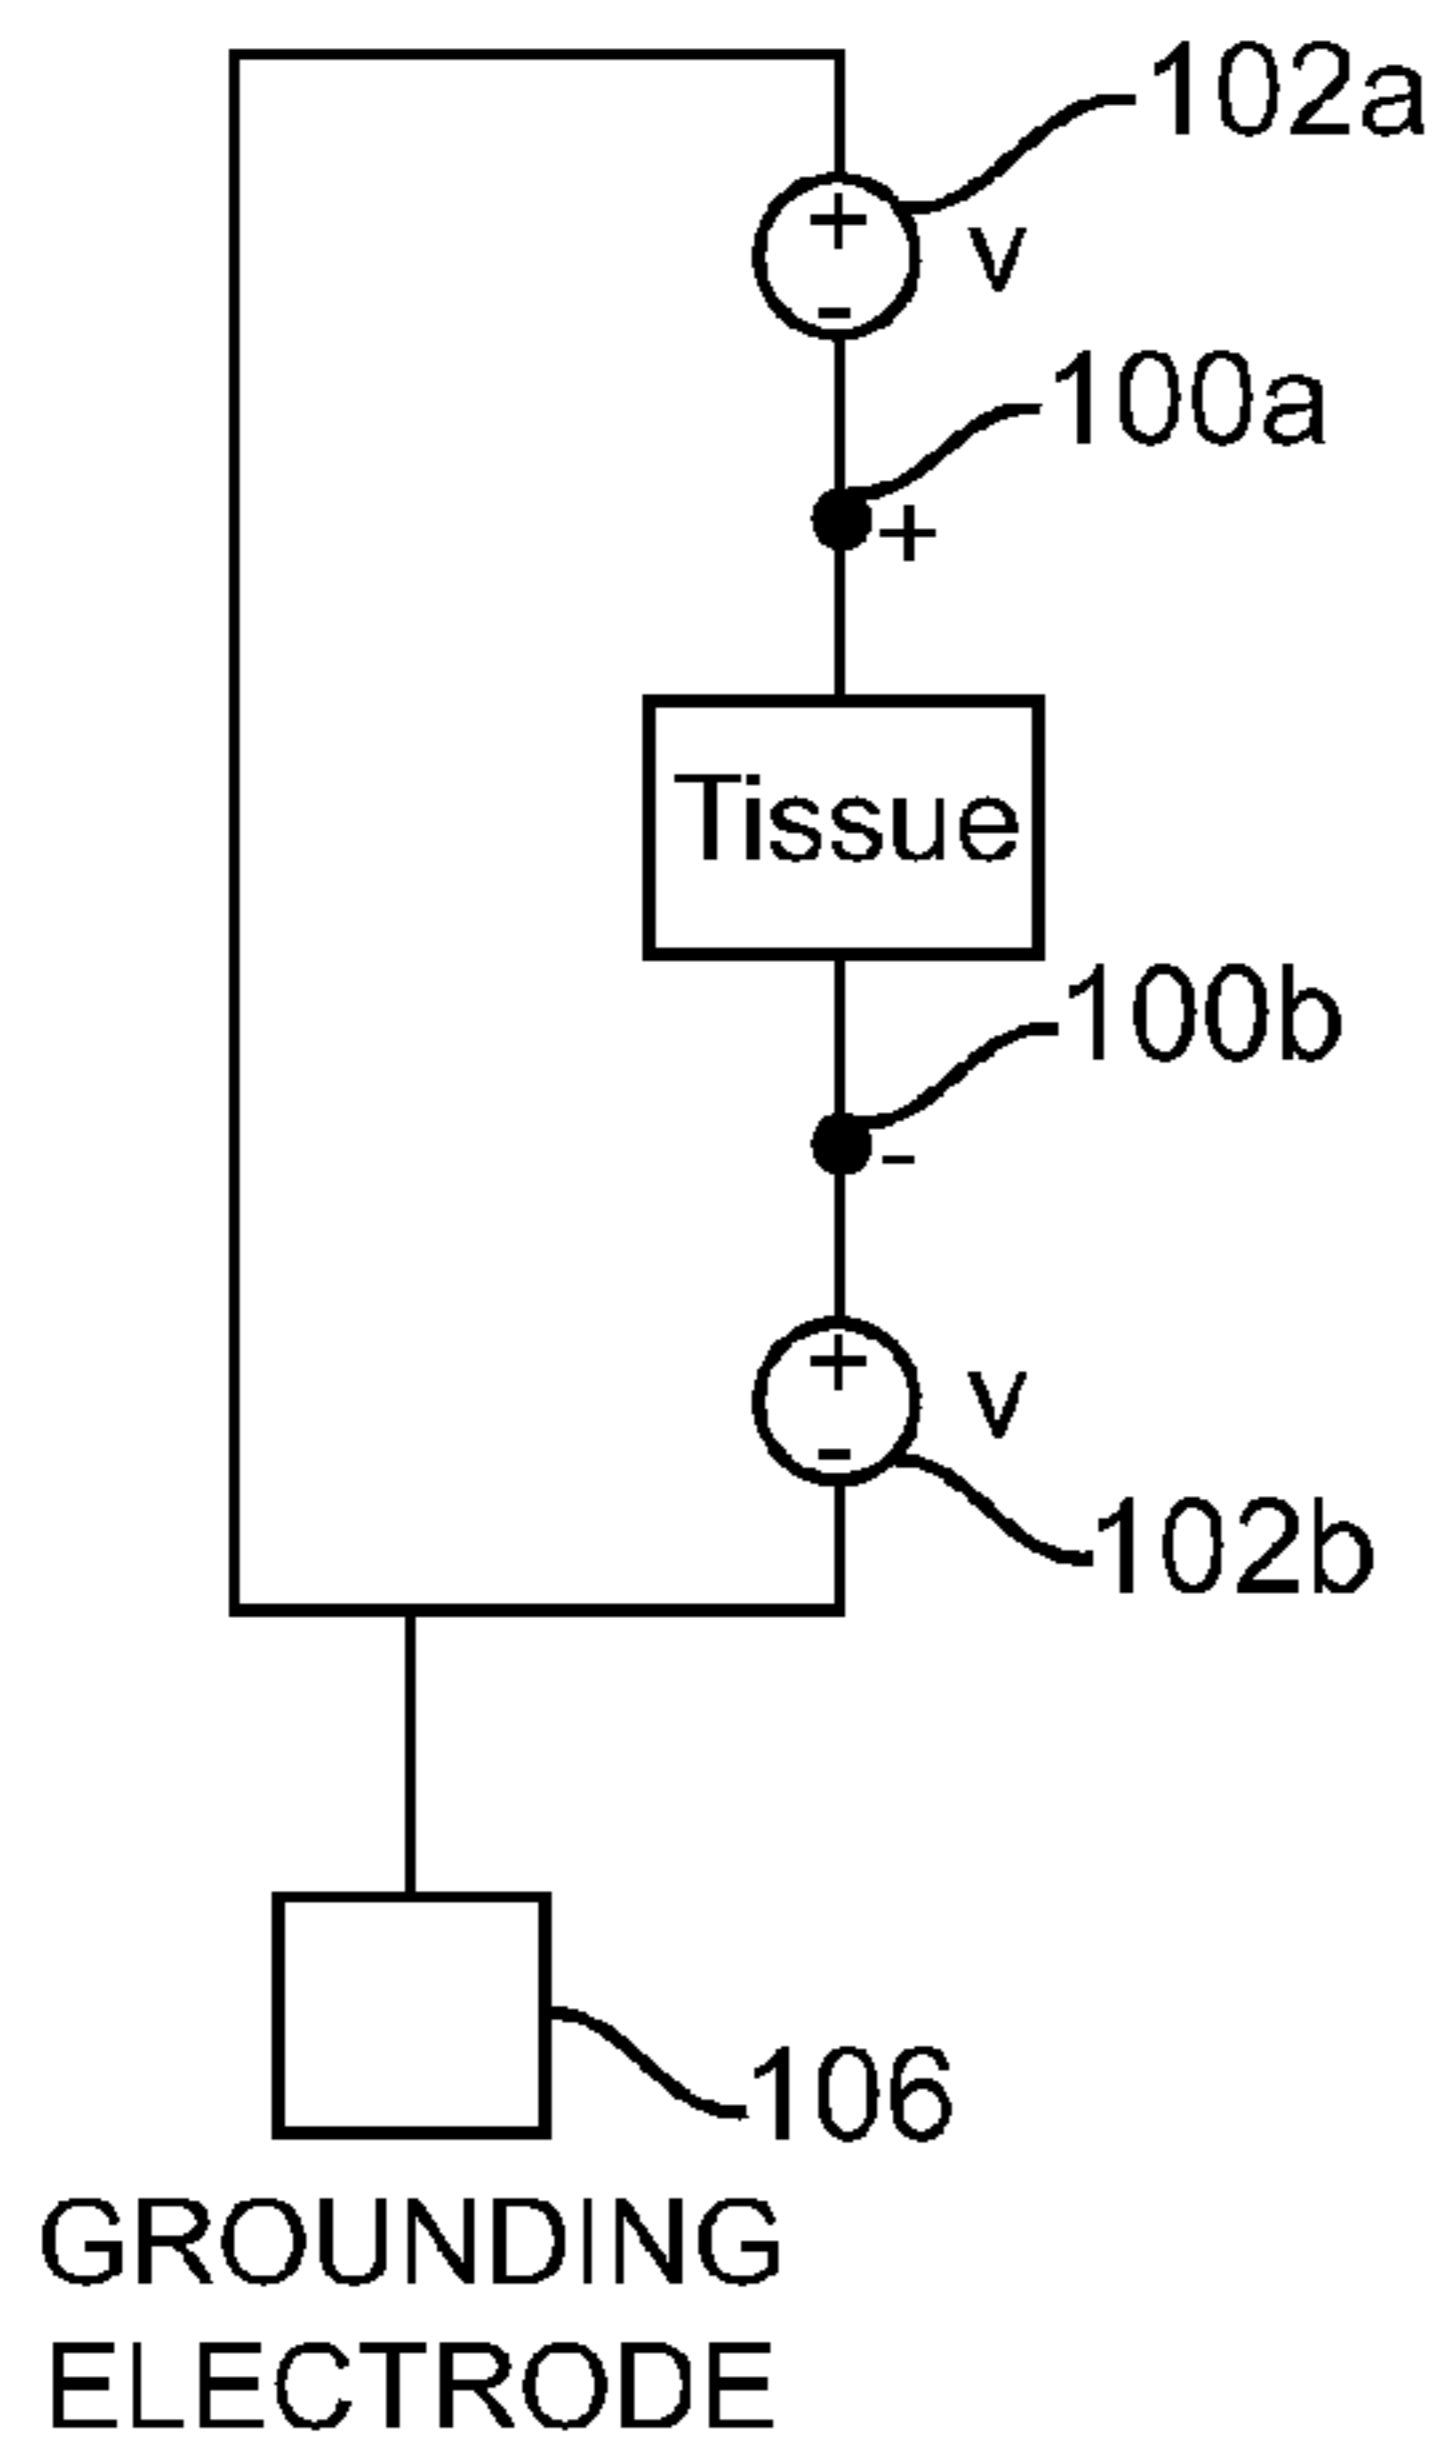 102a
+
v
-
100a
+
Tissue
100b
-
+
v
-
102b
106
GROUNDING
ELECTRODE